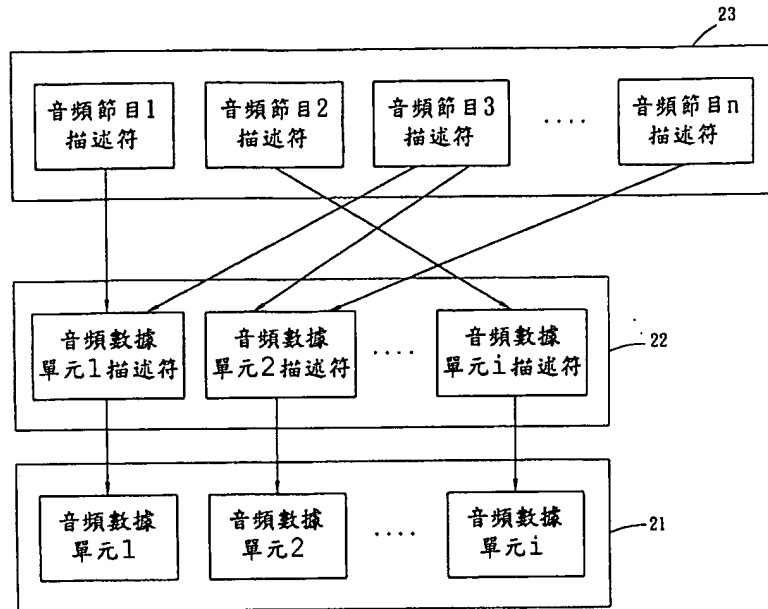 23
音頻節目1
描述符
音頻節目2
描述符
音頻節目3
描述符
····
音頻節目n
描述符
音頻數據
單元1描述符
音頻數據
單元2描述符
····
音頻數據
單元i描述符
22
音頻數據
單元1
音頻數據
單元2
····
音頻數據
單元i
21